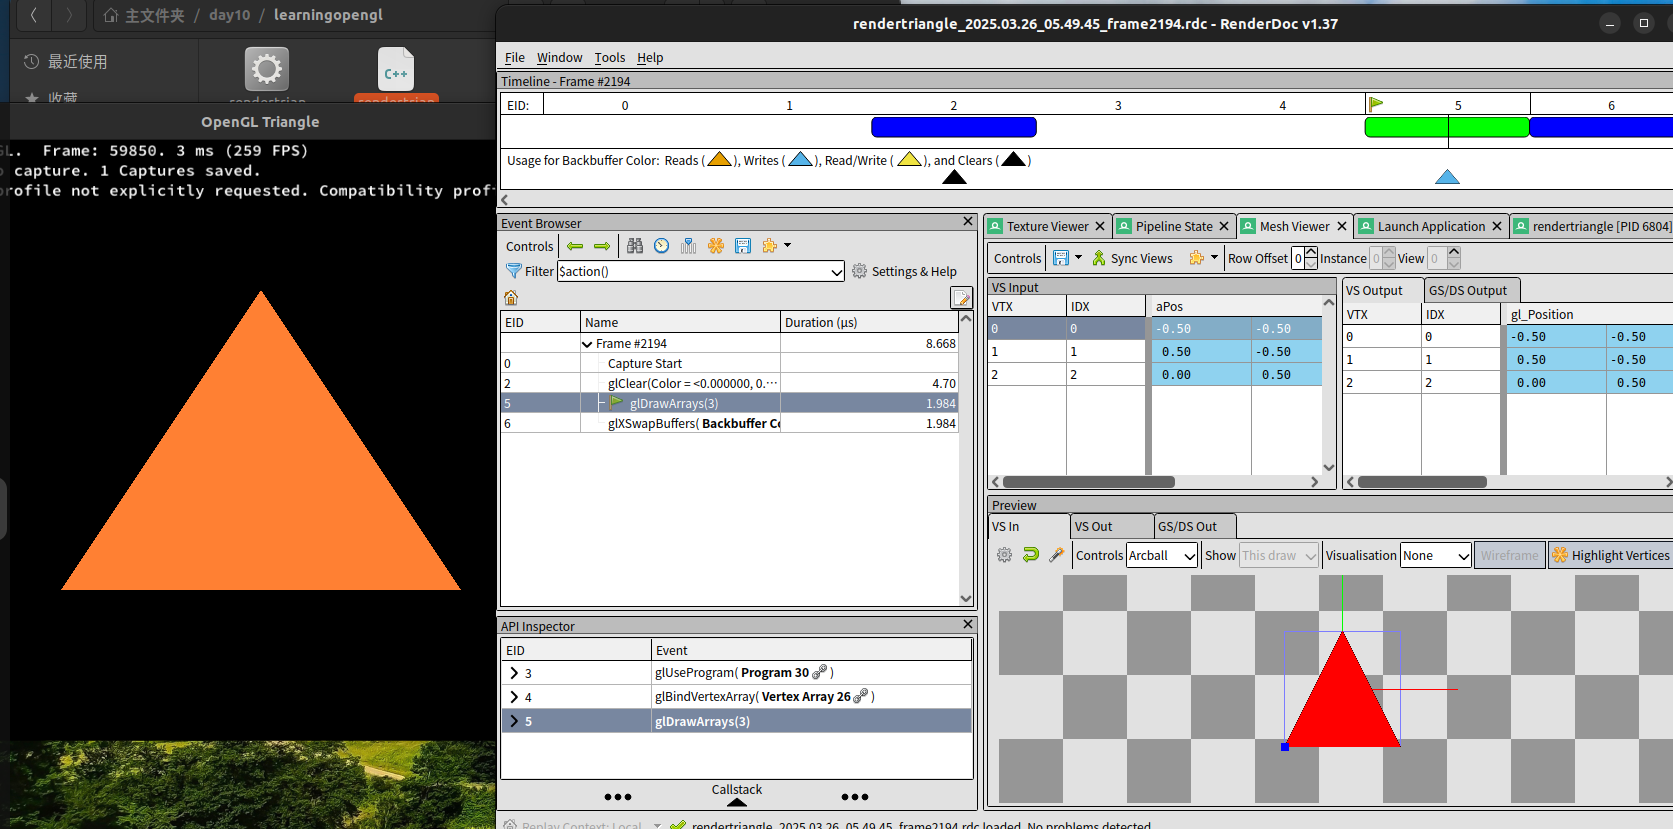 主文件夹 / day10 / learningopengl
最近使用
收藏
C++
OpenGL Triangle
Frame: 59850. 3 ms (259 FPS)
capture. 1 Captures saved.
rofile not explicitly requested. Compatibility prof
rendertriangle_2025.03.26_05.49.45_frame2194.rdc - RenderDoc v1.37
File Window Tools Help
Timeline - Frame #2194
EID: 0 1 2 3 4 5 6
Usage for Backbuffer Color: Reads ( ), Writes ( ), Read/Write ( ), and Clears ( )
Event Browser
Controls
Filter $action() Settings & Help
EID Name Duration (µs)
Frame #2194 8.668
0 Capture Start
2 glClear(Color = <0.000000, 0.··· 4.70
5 glDrawArrays(3) 1.984
6 glXSwapBuffers( Backbuffer Co 1.984
API Inspector
EID Event
3 glUseProgram( Program 30 )
4 glBindVertexArray( Vertex Array 26 )
5 glDrawArrays(3)
Callstack
Texture Viewer Pipeline State Mesh Viewer Launch Application rendertriangle [PID 6804]
Controls Sync Views Row Offset 0 Instance 0 View 0
VS Input
VTX IDX aPos
0 0 -0.50 -0.50
1 1 0.50 -0.50
2 2 0.00 0.50
VS Output GS/DS Output
VTX IDX gl_Position
0 0 -0.50 -0.50
1 1 0.50 -0.50
2 2 0.00 0.50
Preview
VS In VS Out GS/DS Out
Controls Arcball Show This draw Visualisation None Wireframe Highlight Vertices
Replay Context: Local rendertriangle_2025.03.26_05.49.45_frame2194.rdc loaded. No problems detected.